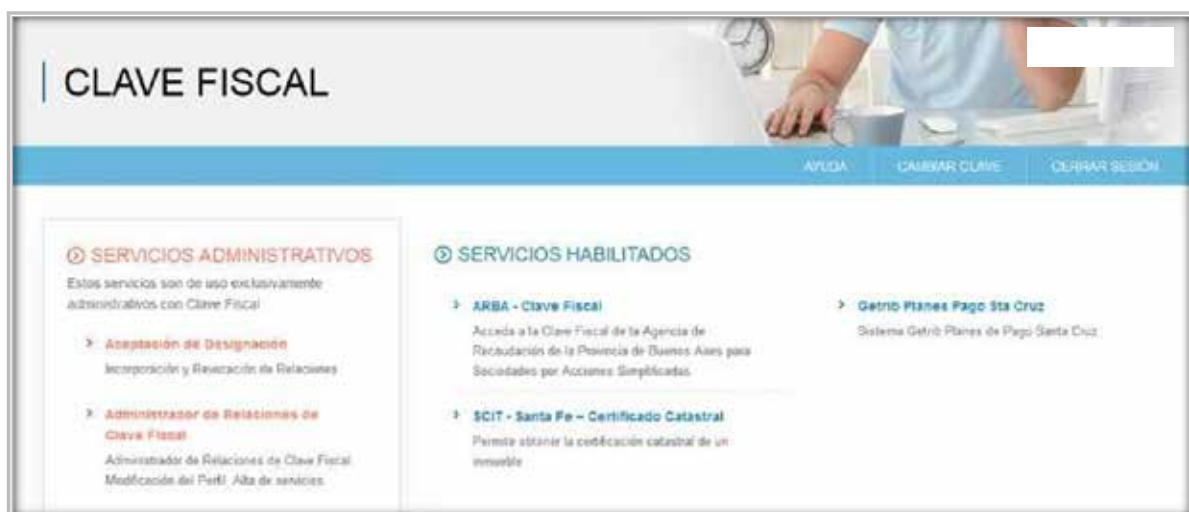 CLAVE FISCAL
AYUDA
CAMBIAR CLAVE
CERRAR SESIÓN
SERVICIOS ADMINISTRATIVOS
Estos servicios son de uso exclusivamente
administrativos con Clave Fiscal
Aceptación de Designación
Incorporación y Revocación de Relaciones
Administrador de Relaciones de
Clave Fiscal
Administrador de Relaciones de Clave Fiscal.
Modificación del Perfil. Alta de servicios.
SERVICIOS HABILITADOS
ARBA - Clave Fiscal
Acceda a la Clave Fiscal de la Agencia de
Recaudación de la Provincia de Buenos Aires para
Sociedades por Acciones Simplificadas.
SCIT - Santa Fe – Certificado Catastral
Permite obtener la certificación catastral de un
inmueble
Getrib Planes Pago Sta Cruz
Sistema Getrib Planes de Pago Santa Cruz